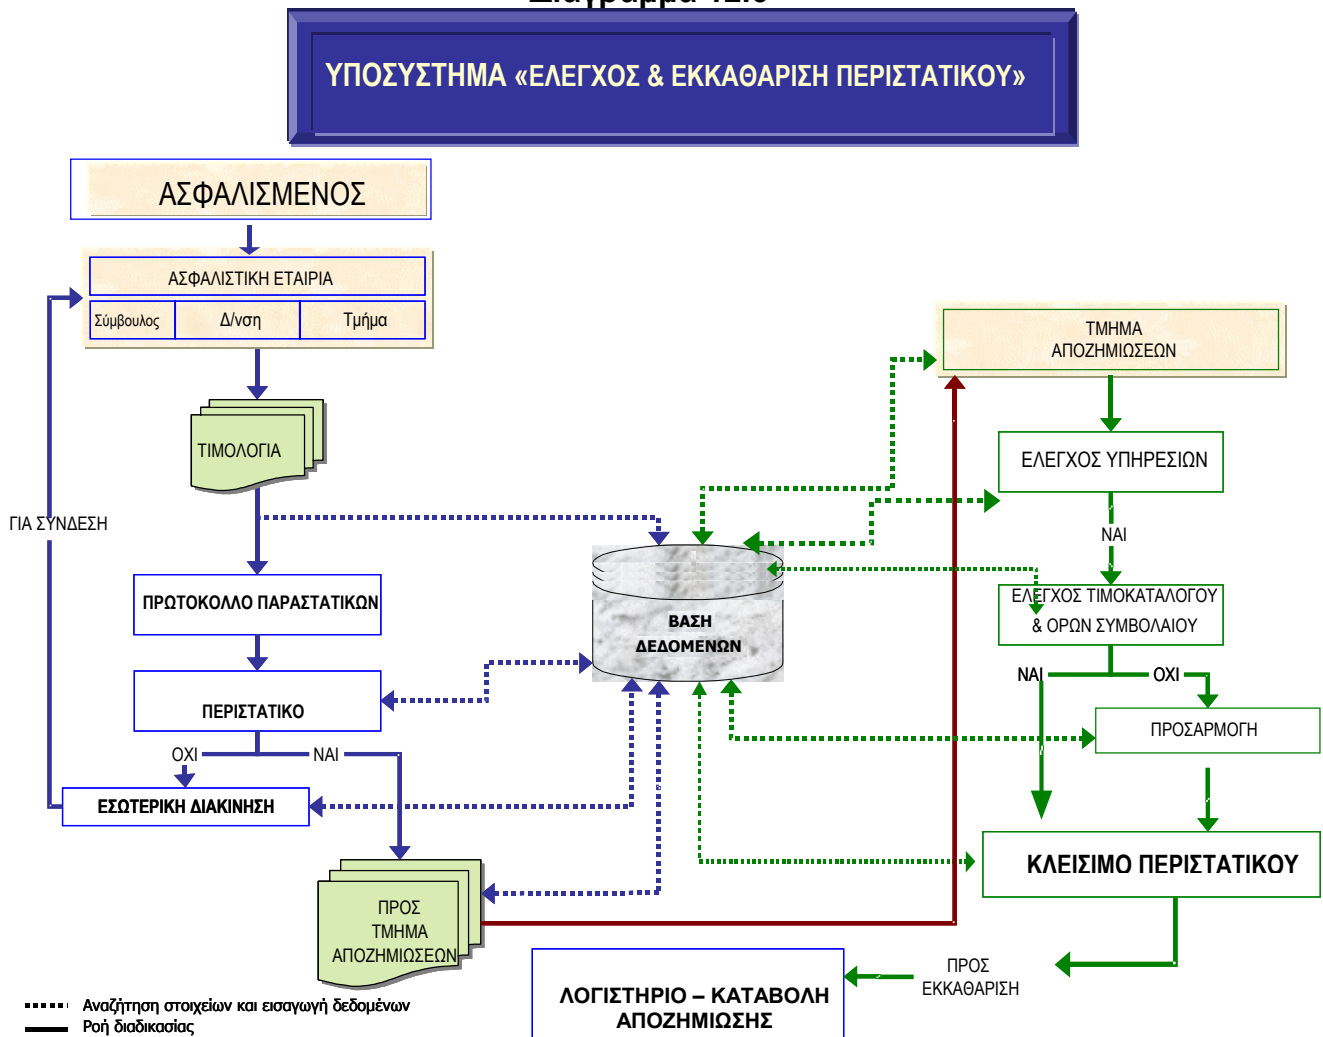 ΥΠΟΣΥΣΤΗΜΑ «ΕΛΕΓΧΟΣ & ΕΚΚΑΘΑΡΙΣΗ ΠΕΡΙΣΤΑΤΙΚΟΥ»
ΑΣΦΑΛΙΣΜΕΝΟΣ
ΑΣΦΑΛΙΣΤΙΚΗ ΕΤΑΙΡΙΑ
Σύμβουλος
Δ/νση
Τμήμα
ΤΙΜΟΛΟΓΙΑ
ΓΙΑ ΣΥΝΔΕΣΗ
ΠΡΩΤΟΚΟΛΛΟ ΠΑΡΑΣΤΑΤΙΚΩΝ
ΠΕΡΙΣΤΑΤΙΚΟ
ΟΧΙ
ΝΑΙ
ΕΣΩΤΕΡΙΚΗ ΔΙΑΚΙΝΗΣΗ
ΠΡΟΣ
ΤΜΗΜΑ
ΑΠΟΖΗΜΙΩΣΕΩΝ
ΒΑΣΗ
ΔΕΔΟΜΕΝΩΝ
ΤΜΗΜΑ
ΑΠΟΖΗΜΙΩΣΕΩΝ
ΕΛΕΓΧΟΣ ΥΠΗΡΕΣΙΩΝ
ΝΑΙ
ΕΛΕΓΧΟΣ ΤΙΜΟΚΑΤΑΛΟΓΟΥ
& ΟΡΩΝ ΣΥΜΒΟΛΑΙΟΥ
ΝΑΙ
ΟΧΙ
ΠΡΟΣΑΡΜΟΓΗ
ΚΛΕΙΣΙΜΟ ΠΕΡΙΣΤΑΤΙΚΟΥ
ΠΡΟΣ
ΕΚΚΑΘΑΡΙΣΗ
ΛΟΓΙΣΤΗΡΙΟ – ΚΑΤΑΒΟΛΗ
ΑΠΟΖΗΜΙΩΣΗΣ
Αναζήτηση στοιχείων και εισαγωγή δεδομένων
Ροή διαδικασίας